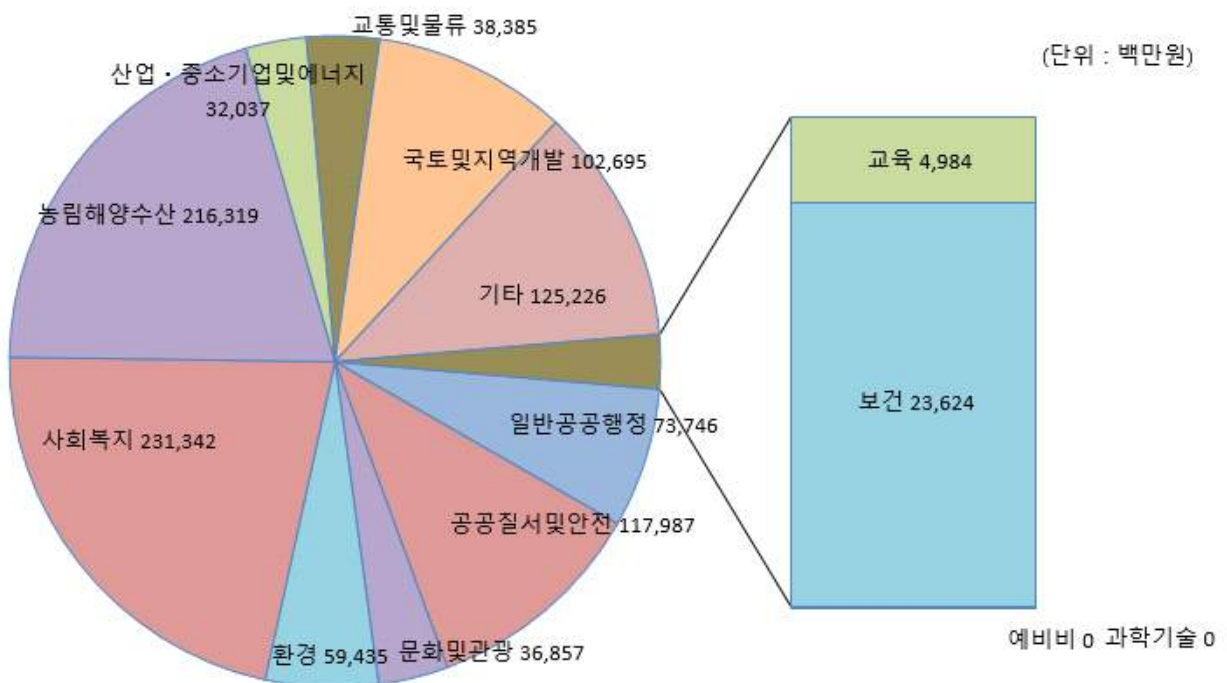 교통및물류 38,385
(단위 : 백만원)
산업 · 중소기업및에너지
32,037
국토및지역개발 102,695
교육 4,984
농림해양수산 216,319
기타 125,226
보건 23,624
일반공공행정 73,746
사회복지 231,342
공공질서및안전 117,987
환경 59,435
문화및관광 36,857
예비비 0 과학기술 0